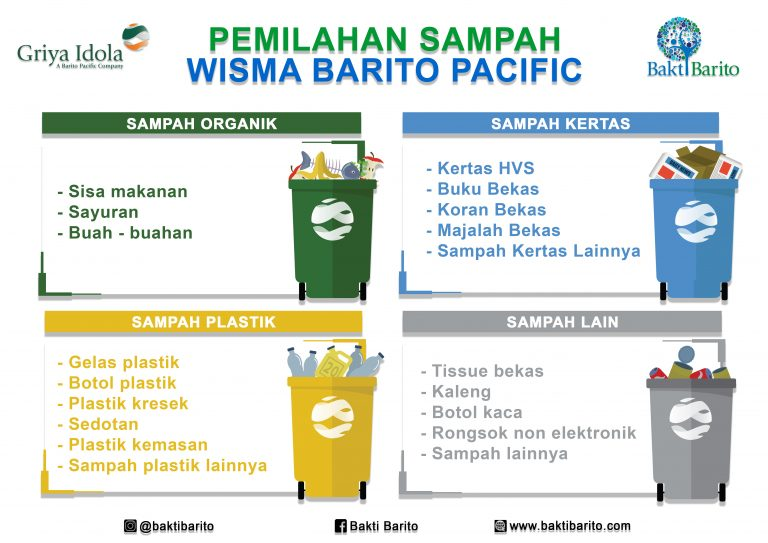 Griya Idola
A Barito Pacific Company
PEMILAHAN SAMPAH
WISMA BARITO PACIFIC
Bakti Barito
SAMPAH ORGANIK
- Sisa makanan
- Sayuran
- Buah - buahan
SAMPAH KERTAS
- Kertas HVS
- Buku Bekas
- Koran Bekas
- Majalah Bekas
- Sampah Kertas Lainnya
SAMPAH PLASTIK
- Gelas plastik
- Botol plastik
- Plastik kresek
- Sedotan
- Plastik kemasan
- Sampah plastik lainnya
20
SAMPAH LAIN
- Tissue bekas
- Kaleng
- Botol kaca
- Rongsok non elektronik
- Sampah lainnya
@baktibarito
Bakti Barito
www.baktibarito.com